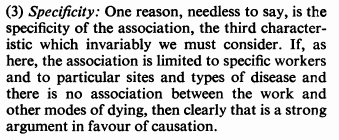 (3) Specificity: One reason, needless to say, is the
specificity of the association, the third character-
istic which invariably we must consider. If, as
here, the association is limited to specific workers
and to particular sites and types of disease and
there is no association between the work and
other modes of dying, then clearly that is a strong
argument in favour of causation.